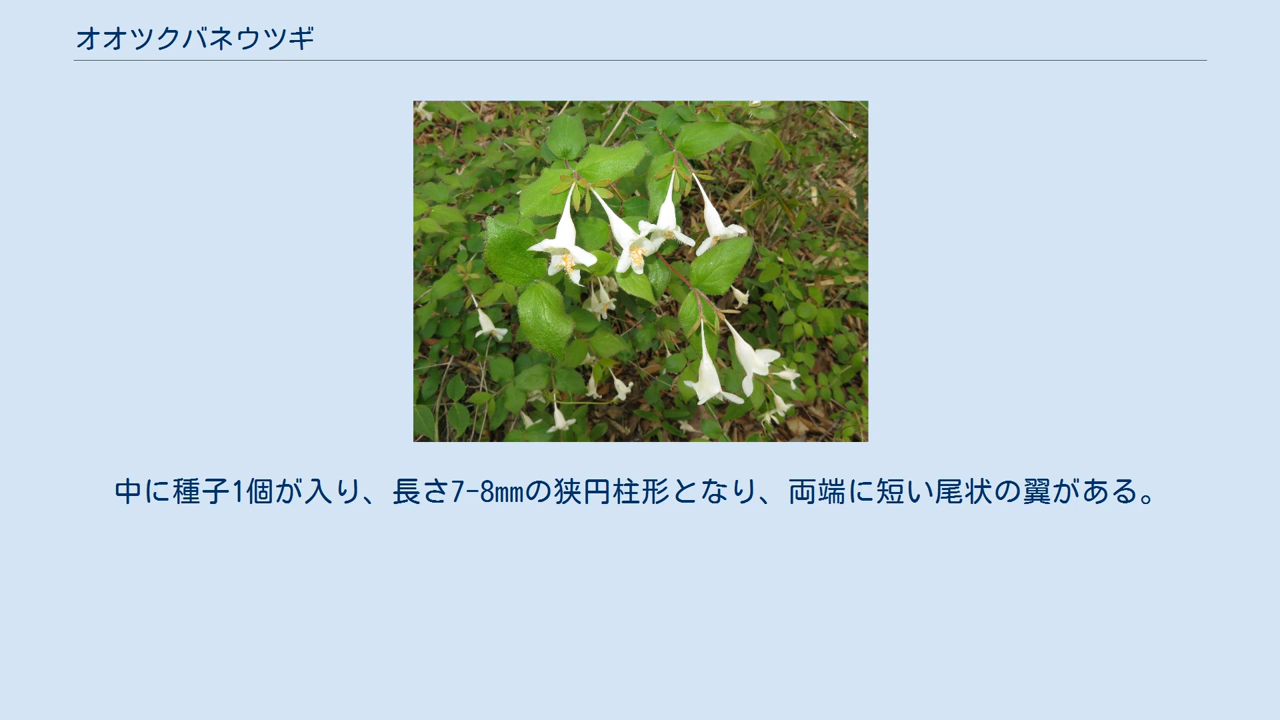 オオツクバネウツギ
中に種子1個が入り、長さ7-8mmの狭円柱形となり、両端に短い尾状の翼がある。